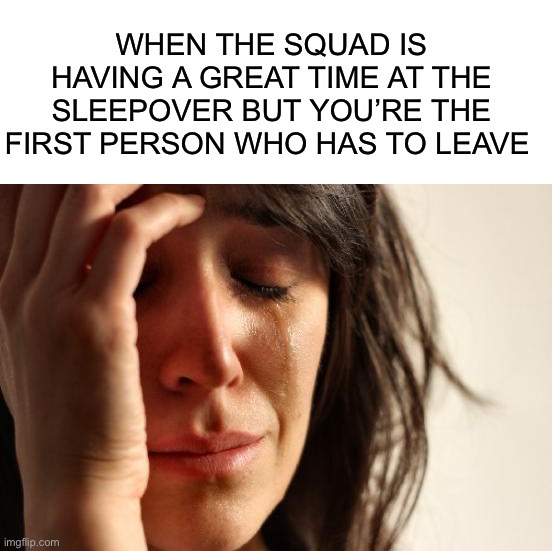 WHEN THE SQUAD IS
HAVING A GREAT TIME AT THE
SLEEPOVER BUT YOU’RE THE
FIRST PERSON WHO HAS TO LEAVE
imgflip.com